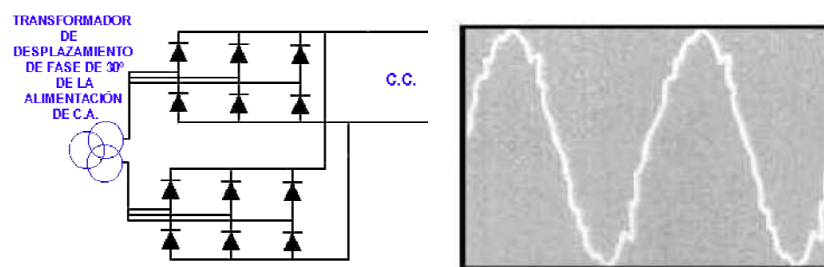 TRANSFORMADOR
DE
DESPLAZAMIENTO
DE FASE DE 30º
DE LA
ALIMENTACIÓN
DE C.A.
C.C.